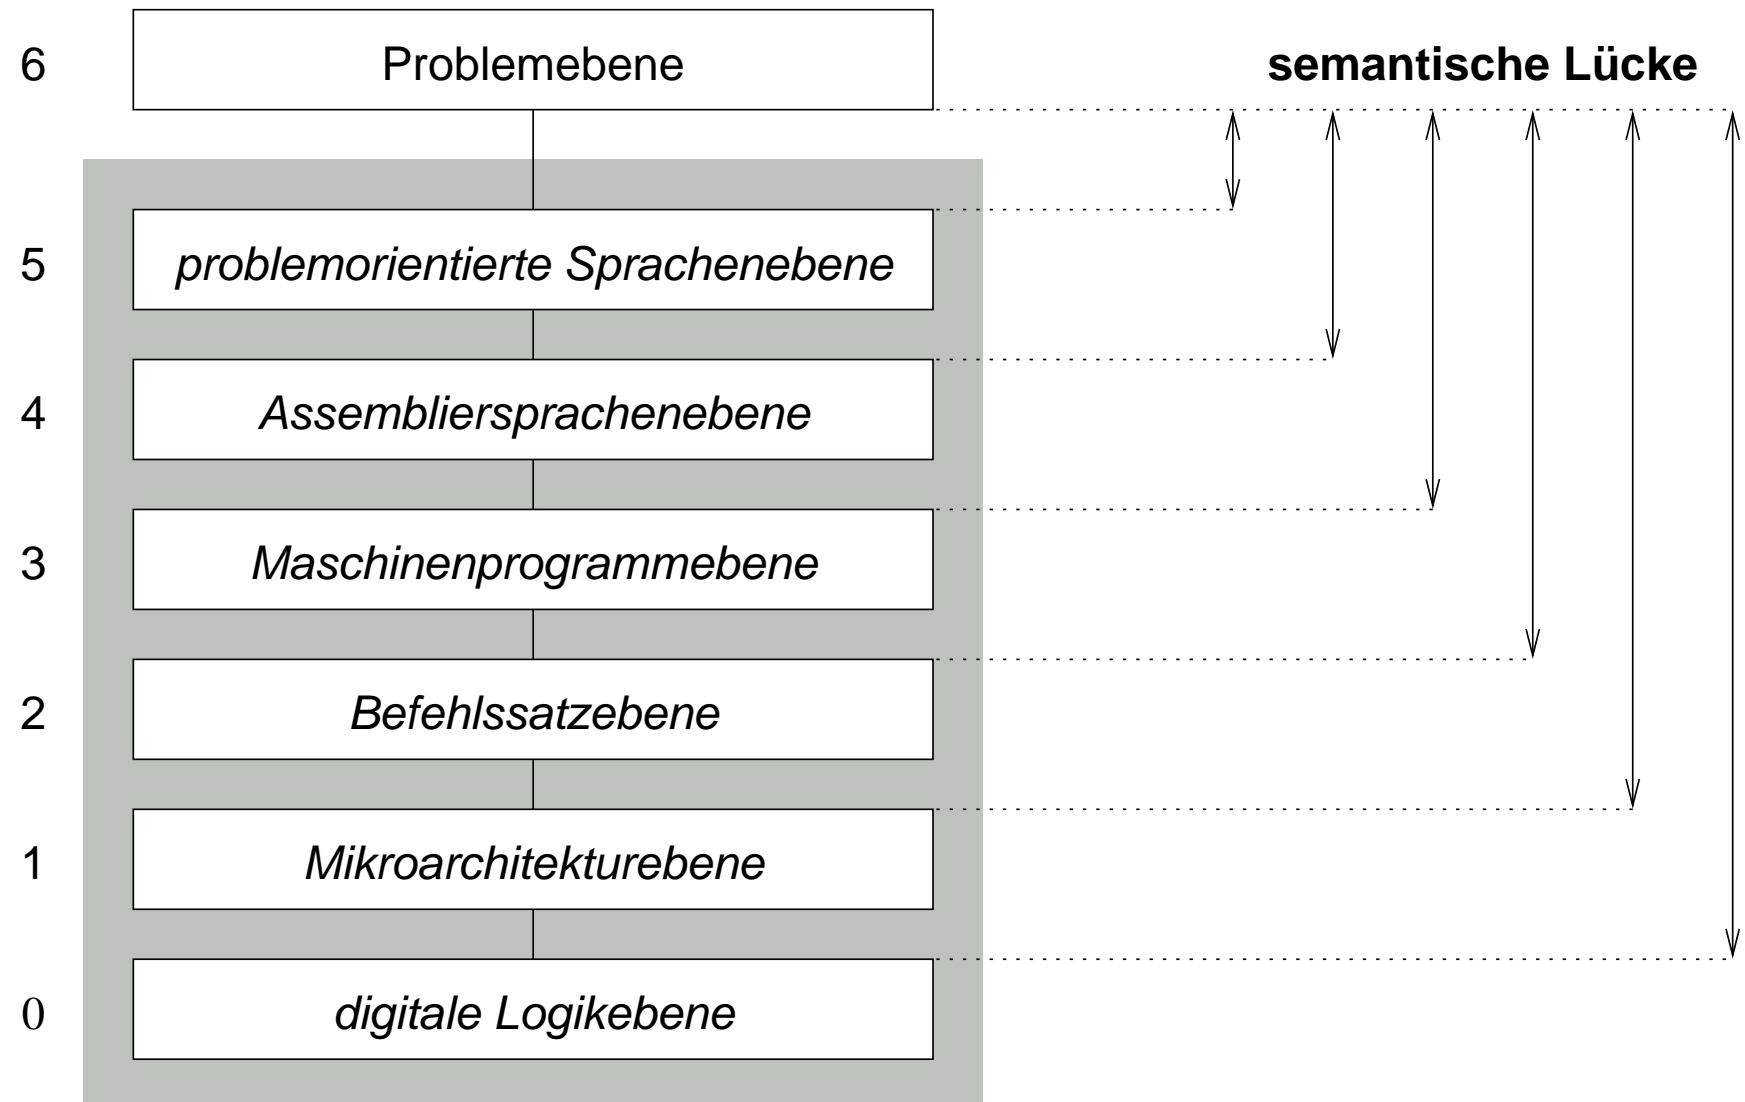 6 Problemebene semantische Lücke
5 problemorientierte Sprachenebene
4 Assembliersprachenebene
3 Maschinenprogrammebene
2 Befehlssatzebene
1 Mikroarchitekturebene
0 digitale Logikebene